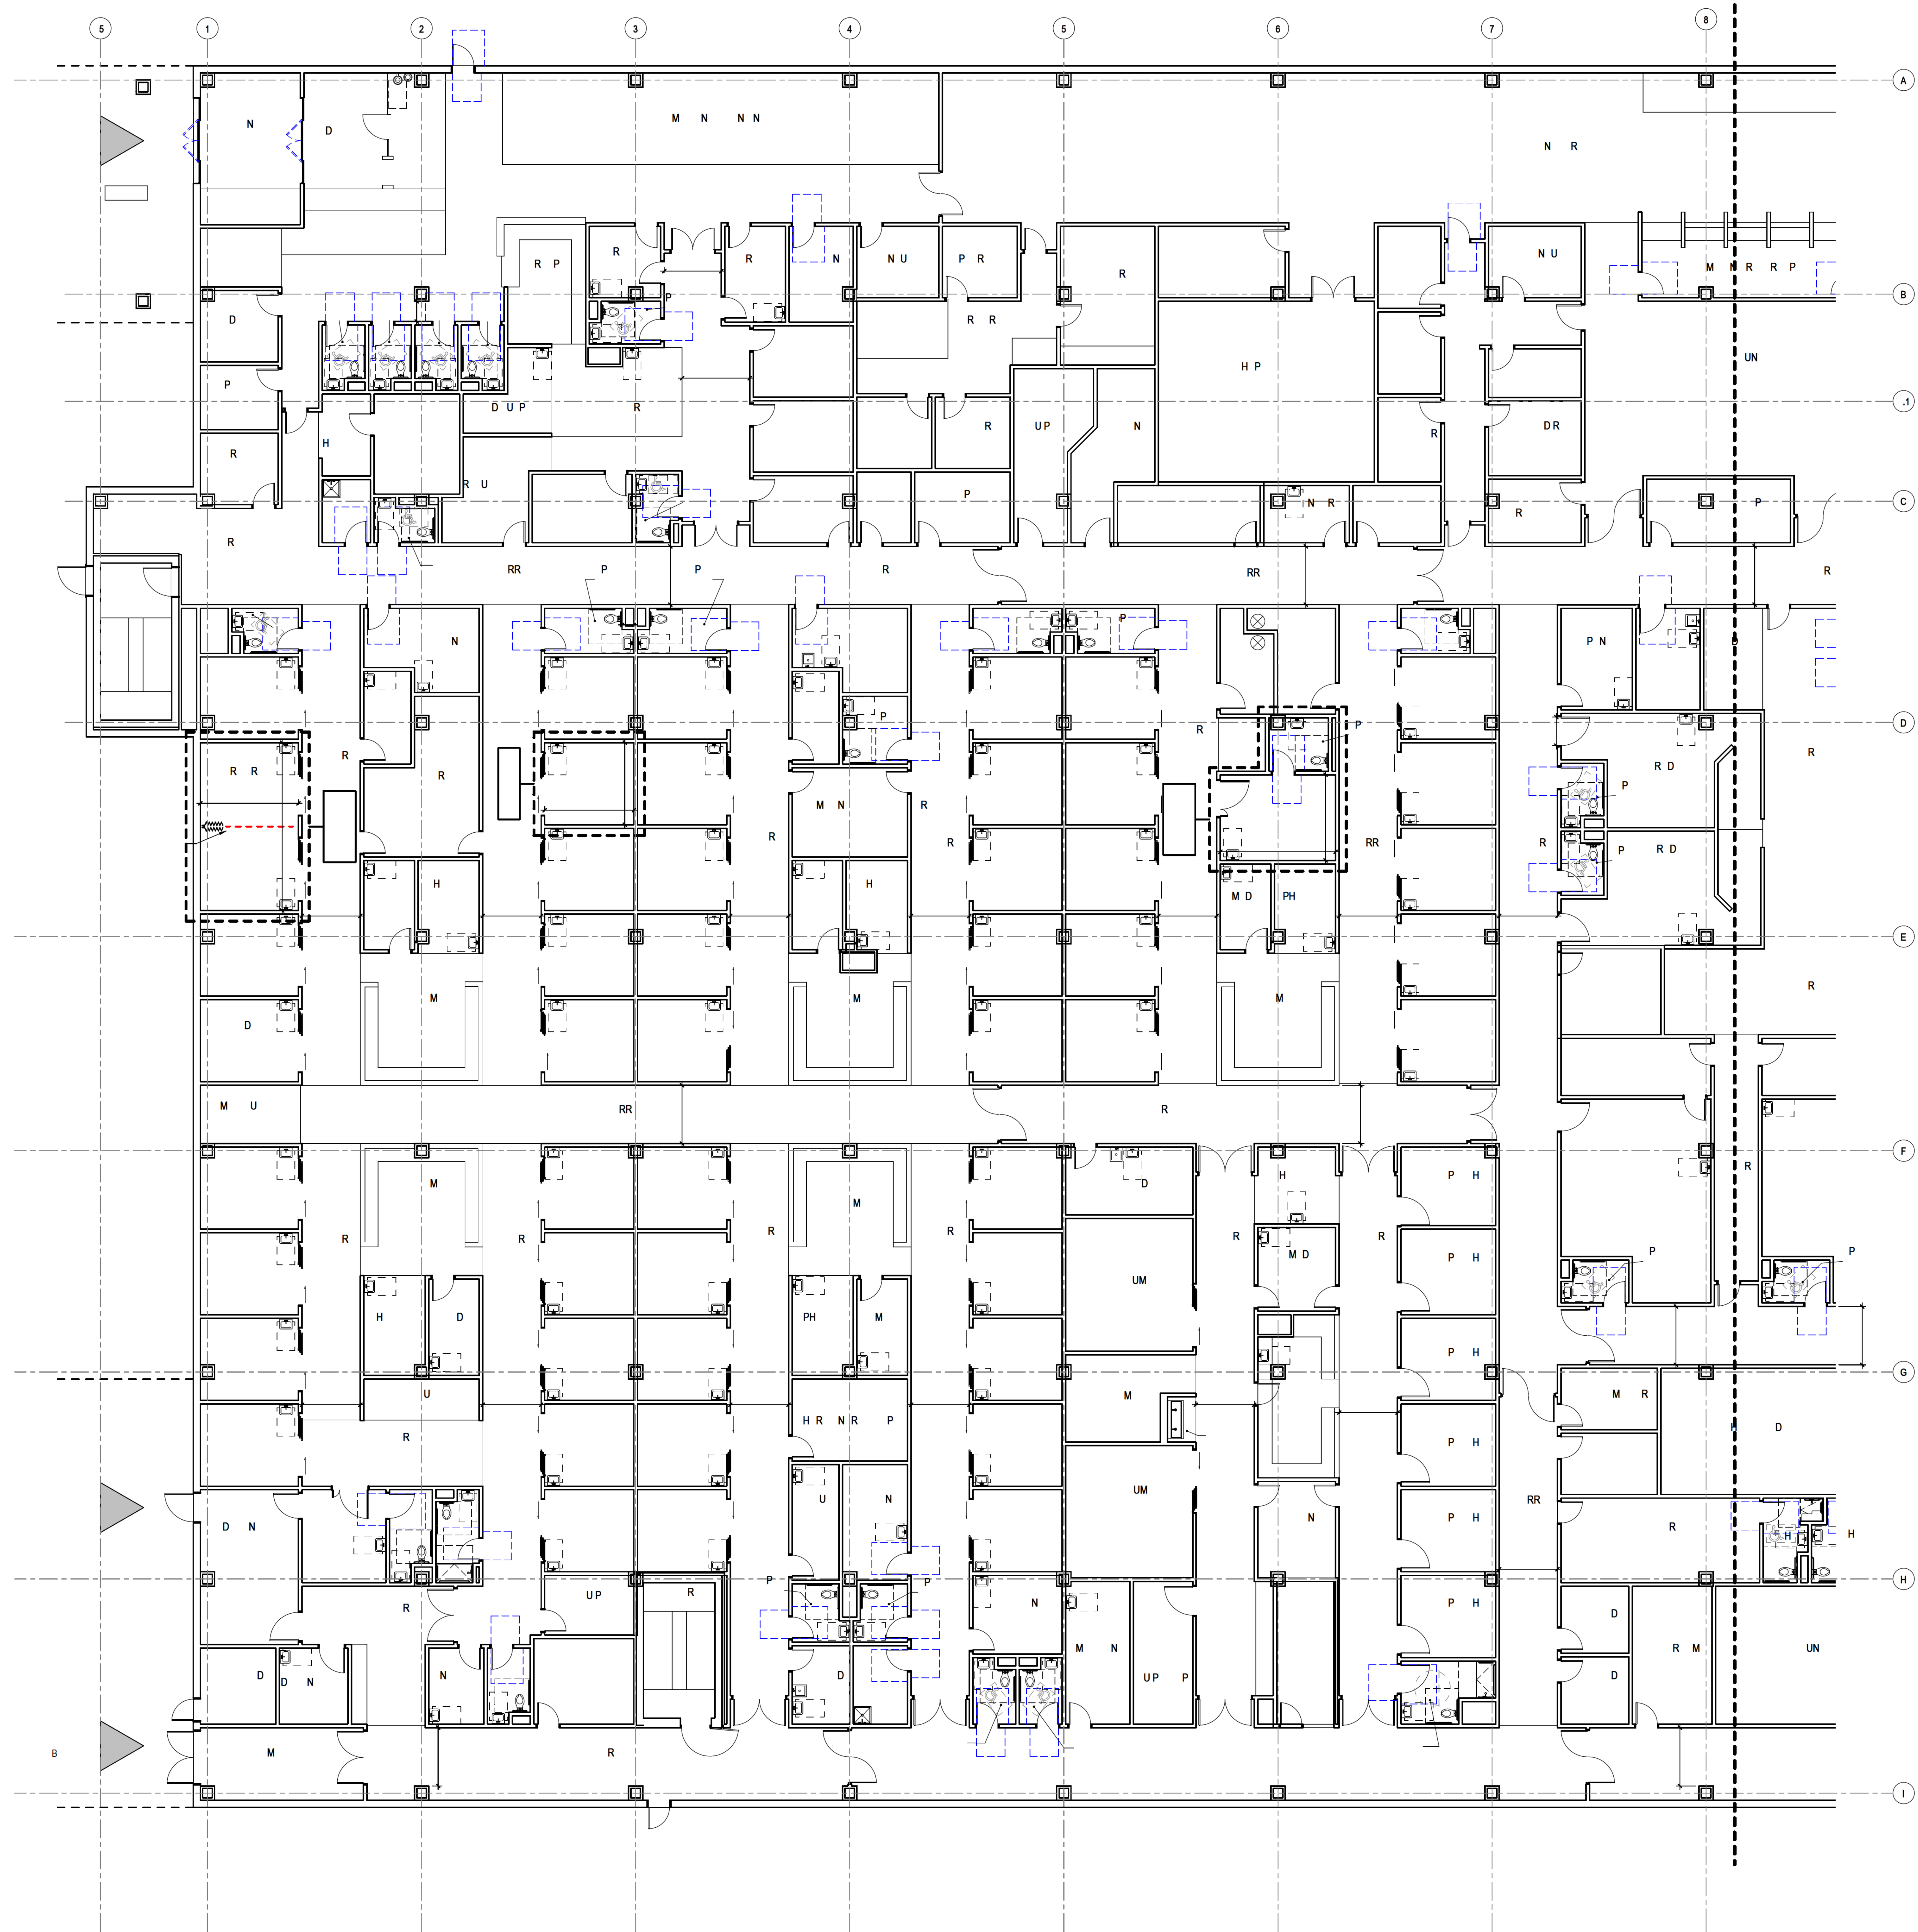 5 1 2 3 4 5 6 7 8
A
N D M N N N
N R
R P R R N N U P R R N U M N R R P
B
D P R R UN
P H P
D U P R R UP N R D R .1
H
R
R U P N R R P
C
R RR P P R RR R
N P P N D
P P D
R R R
R R R R D R
M N R P
R R R RR R R D P
H H M D PH
E
M M M R
D
M U RR R
F
M M D H P H R
R R R R UM R M D R P H P P
H D PH M
M P H M R G
U
R H R N R P P H H D
U N UM N P H RR R H H
D N
H
R U P R P P N P H D
M N U P P R M UN
D D N N D D
B M R
I